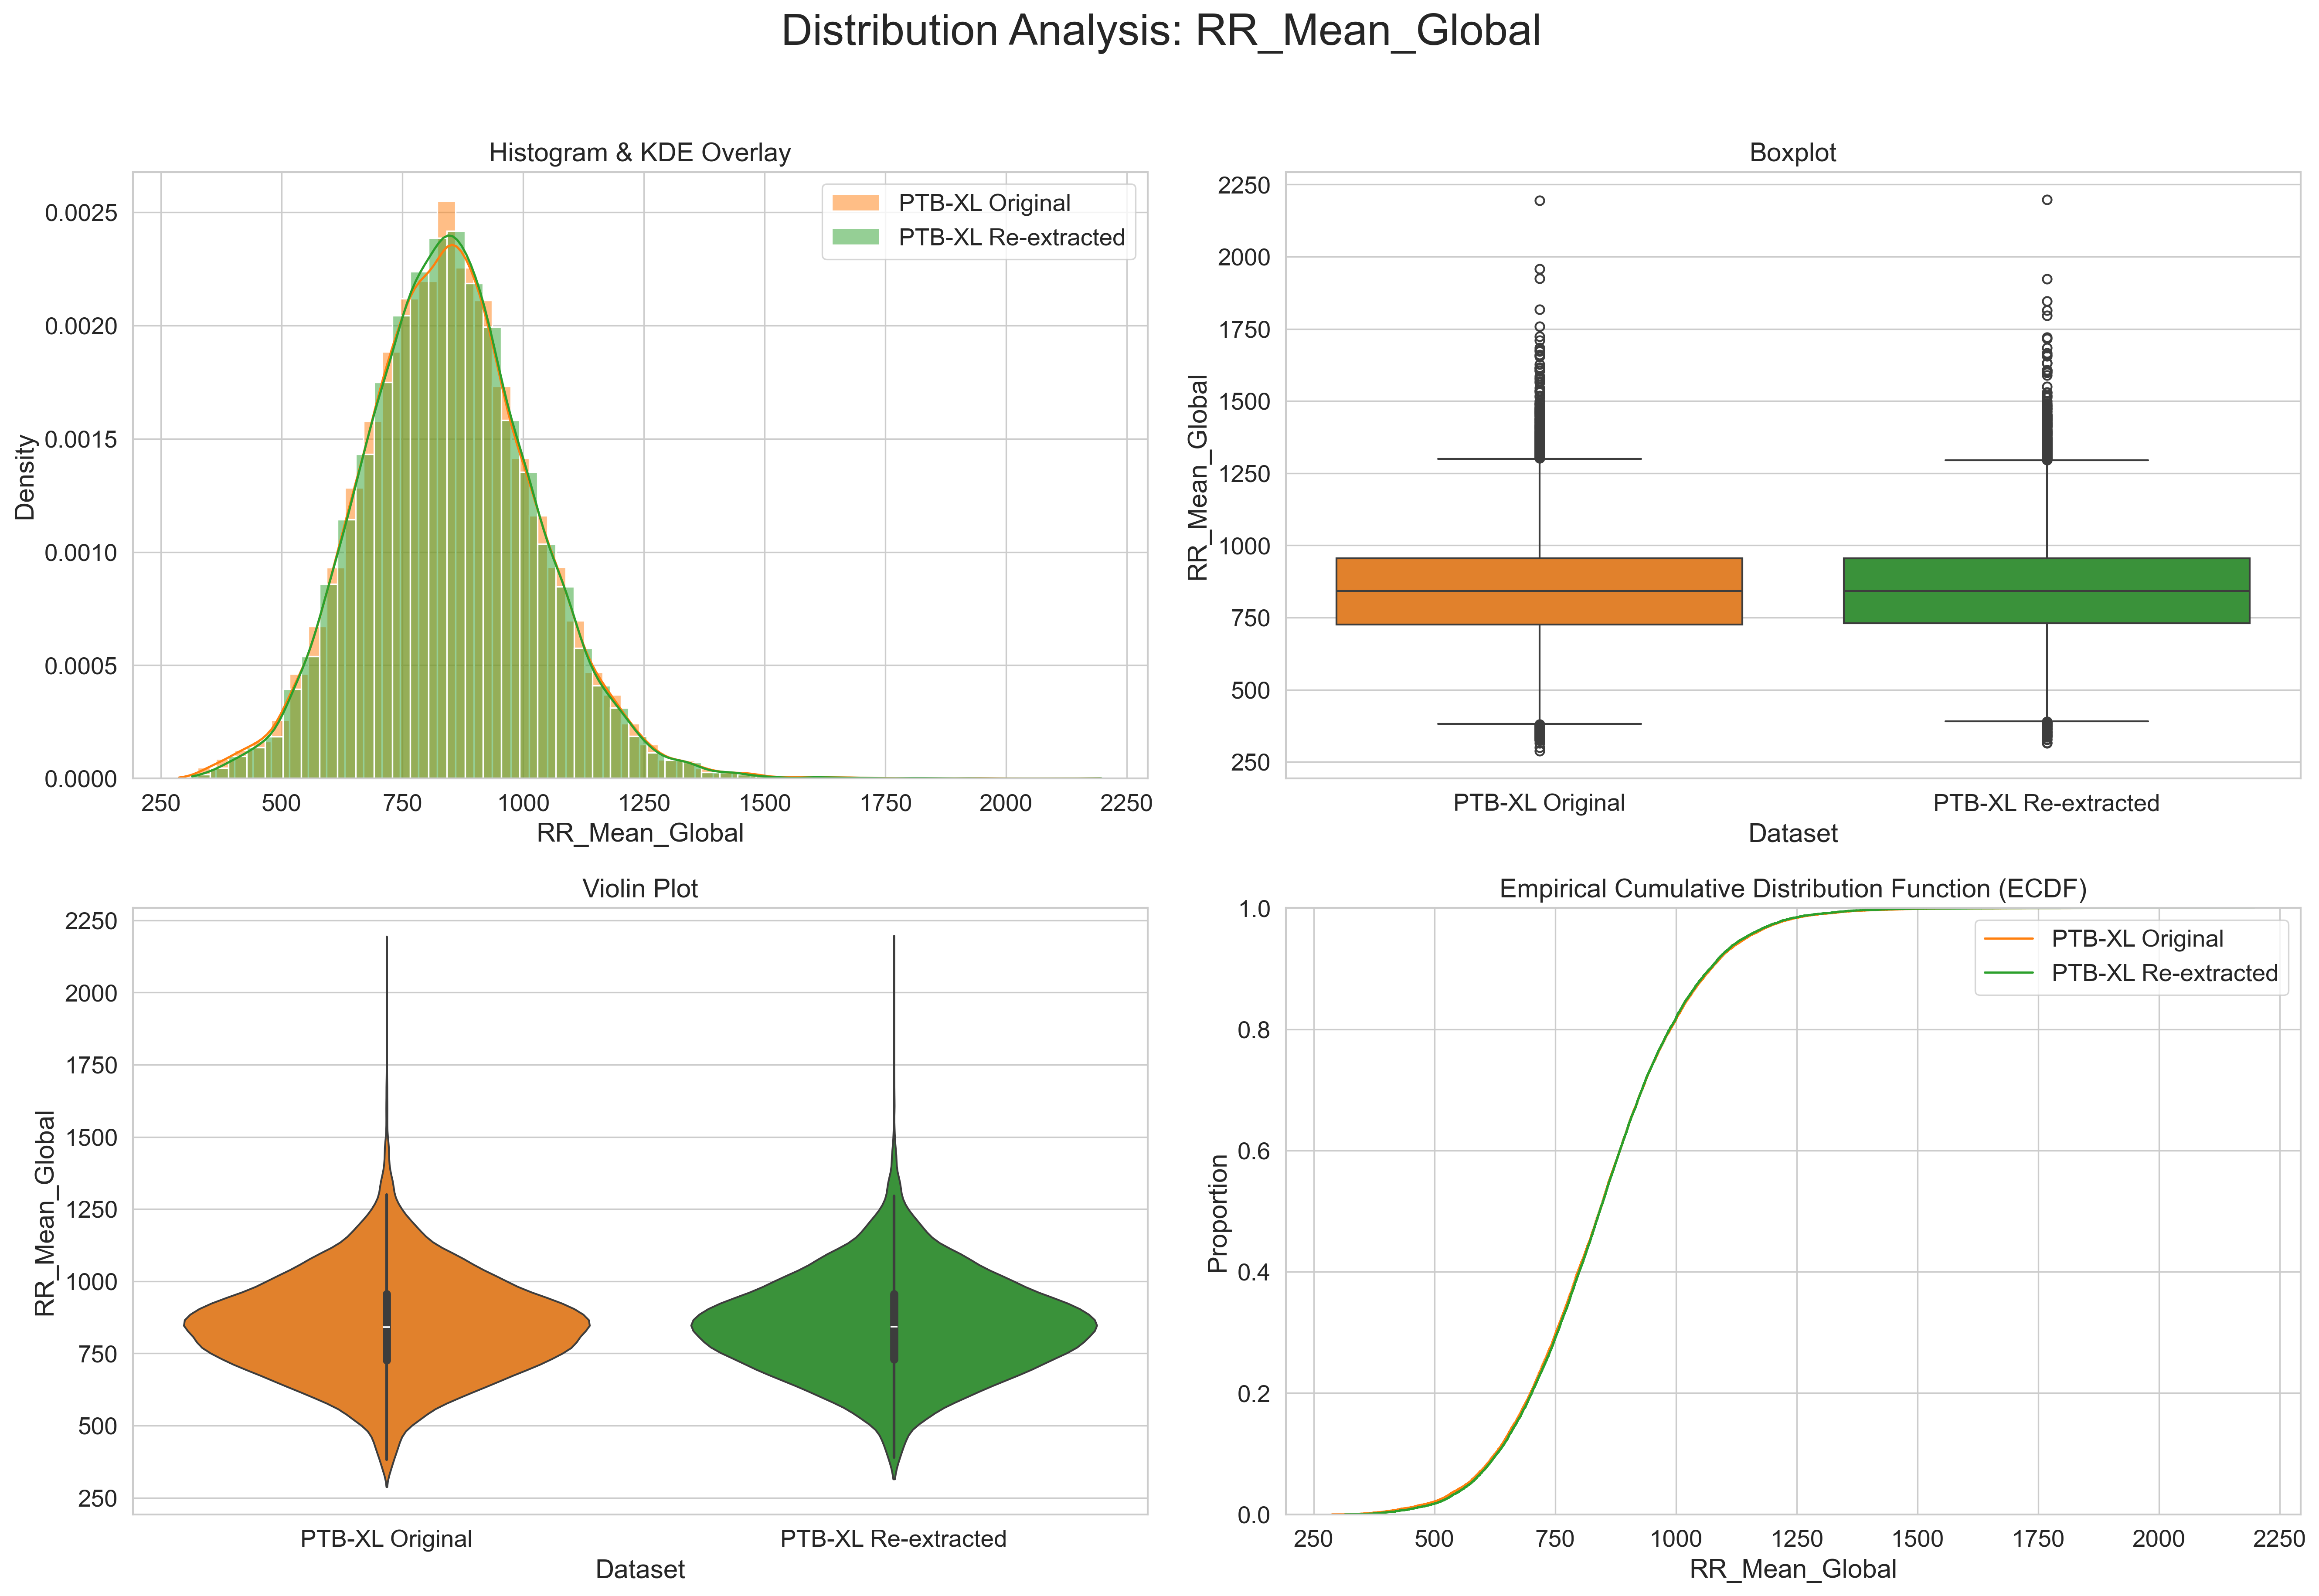 Distribution Analysis: RR_Mean_Global
Histogram & KDE Overlay
PTB-XL Original
PTB-XL Re-extracted
Density
0.0025
0.0020
0.0015
0.0010
0.0005
0.0000
250 500 750 1000 1250 1500 1750 2000 2250
RR_Mean_Global
Boxplot
RR_Mean_Global
2250
2000
1750
1500
1250
1000
750
500
250
PTB-XL Original PTB-XL Re-extracted
Dataset
Violin Plot
RR_Mean_Global
2250
2000
1750
1500
1250
1000
750
500
250
PTB-XL Original PTB-XL Re-extracted
Dataset
Empirical Cumulative Distribution Function (ECDF)
PTB-XL Original
PTB-XL Re-extracted
Proportion
1.0
0.8
0.6
0.4
0.2
0.0
250 500 750 1000 1250 1500 1750 2000 2250
RR_Mean_Global